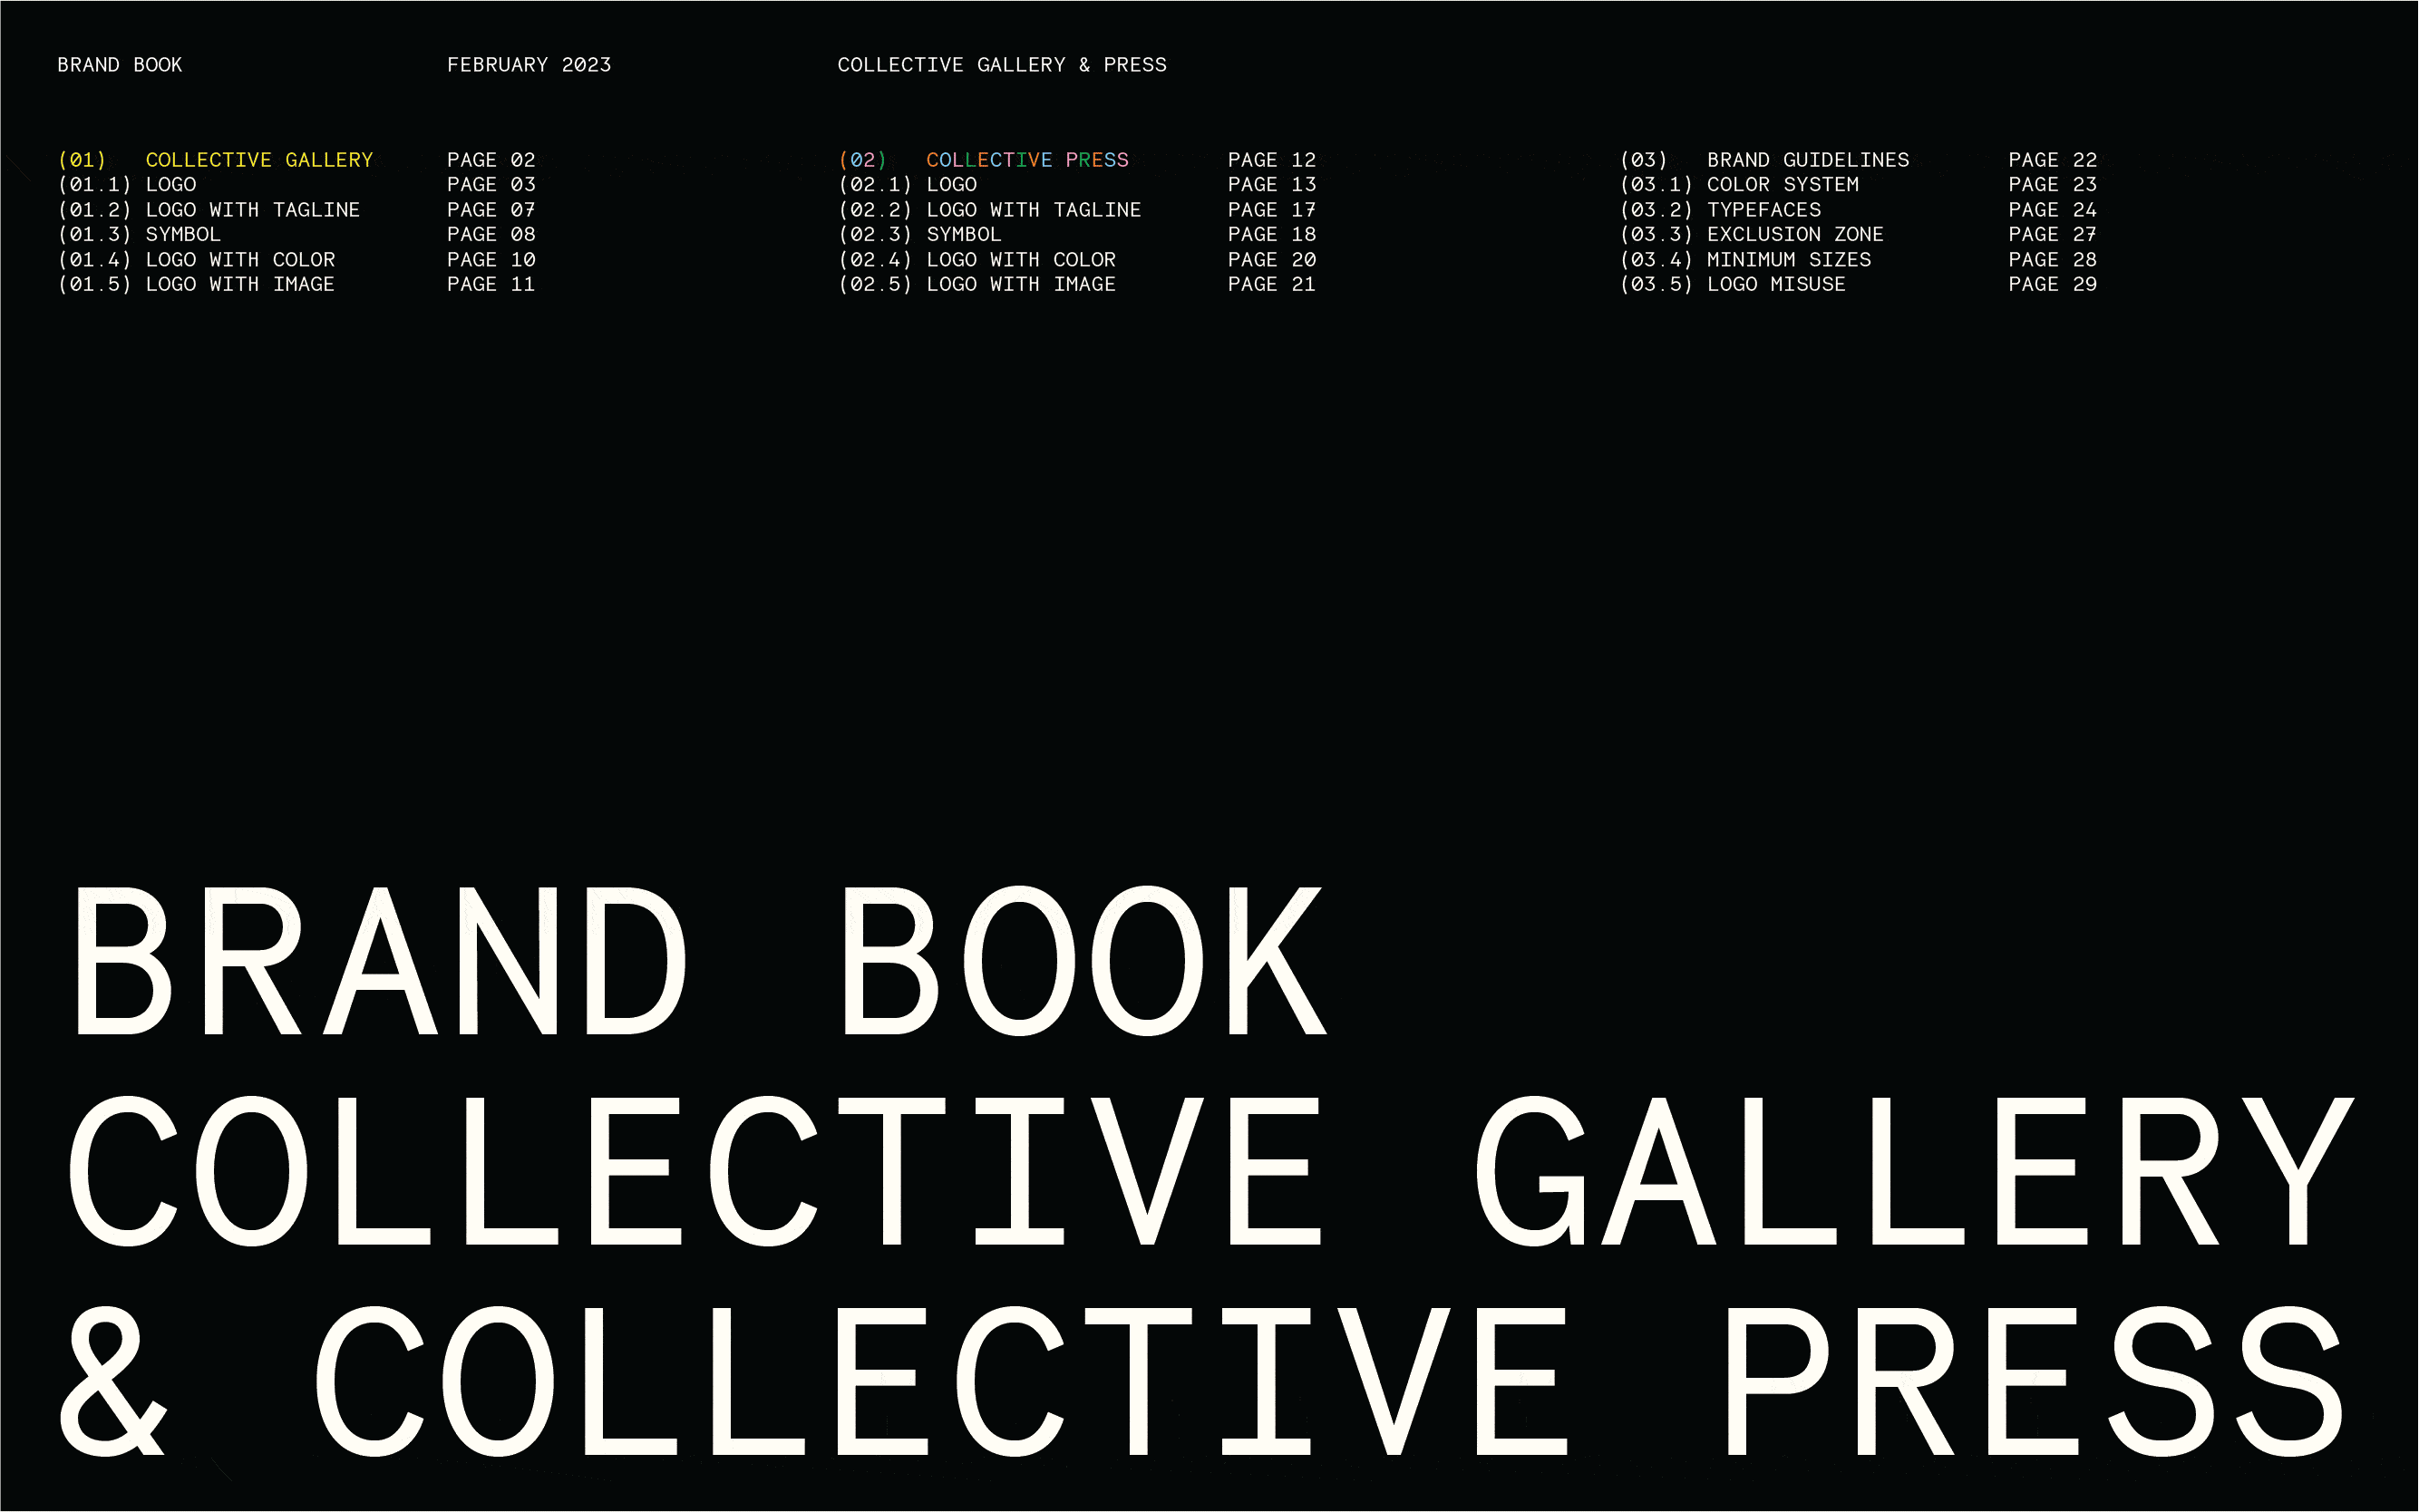 BRAND BOOK FEBRUARY 2023 COLLECTIVE GALLERY & PRESS
(01) COLLECTIVE GALLERY PAGE 02
(01.1) LOGO PAGE 03
(01.2) LOGO WITH TAGLINE PAGE 07
(01.3) SYMBOL PAGE 08
(01.4) LOGO WITH COLOR PAGE 10
(01.5) LOGO WITH IMAGE PAGE 11
(02) COLLECTIVE PRESS PAGE 12
(02.1) LOGO PAGE 13
(02.2) LOGO WITH TAGLINE PAGE 17
(02.3) SYMBOL PAGE 18
(02.4) LOGO WITH COLOR PAGE 20
(02.5) LOGO WITH IMAGE PAGE 21
(03) BRAND GUIDELINES PAGE 22
(03.1) COLOR SYSTEM PAGE 23
(03.2) TYPEFACES PAGE 24
(03.3) EXCLUSION ZONE PAGE 27
(03.4) MINIMUM SIZES PAGE 28
(03.5) LOGO MISUSE PAGE 29
BRAND BOOK
COLLECTIVE GALLERY
& COLLECTIVE PRESS